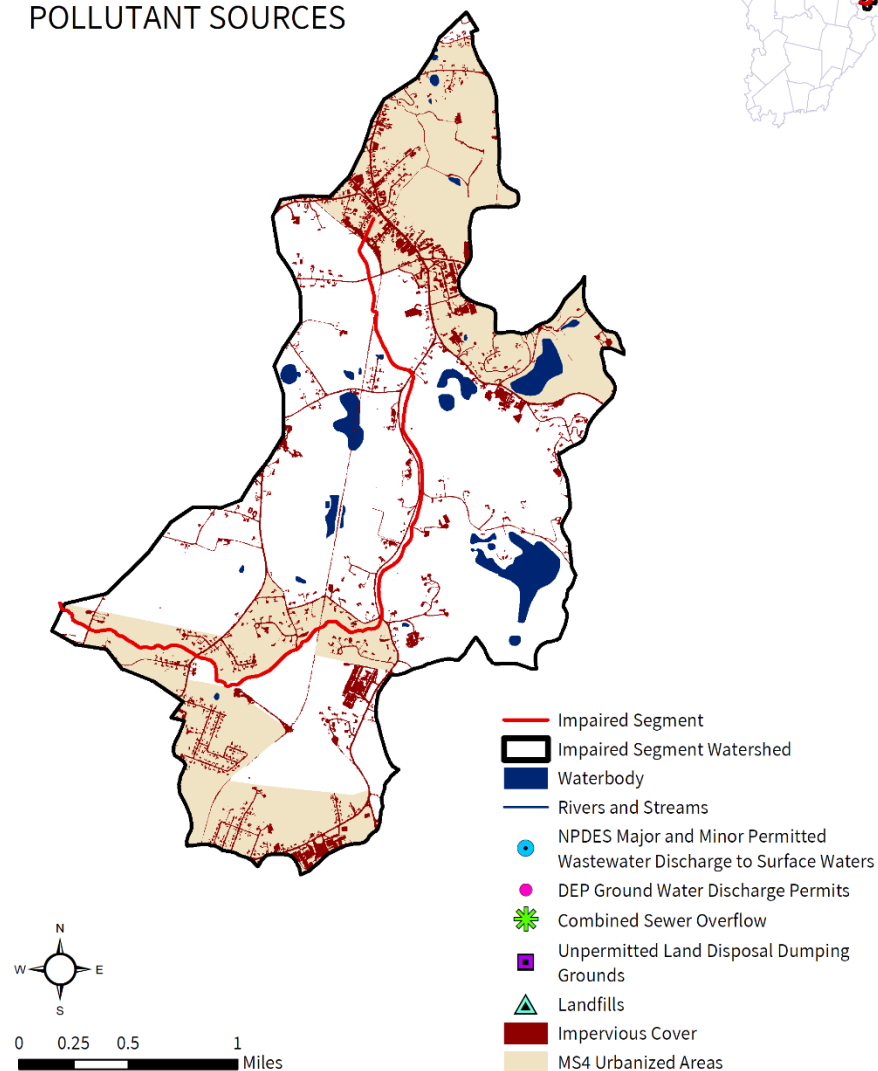 POLLUTANT SOURCES
Impaired Segment
Impaired Segment Watershed
Waterbody
Rivers and Streams
NPDES Major and Minor Permitted
Wastewater Discharge to Surface Waters
DEP Ground Water Discharge Permits
Combined Sewer Overflow
Unpermitted Land Disposal Dumping
Grounds
Landfills
Impervious Cover
MS4 Urbanized Areas
N
W E
S
0 0.25 0.5 1
Miles